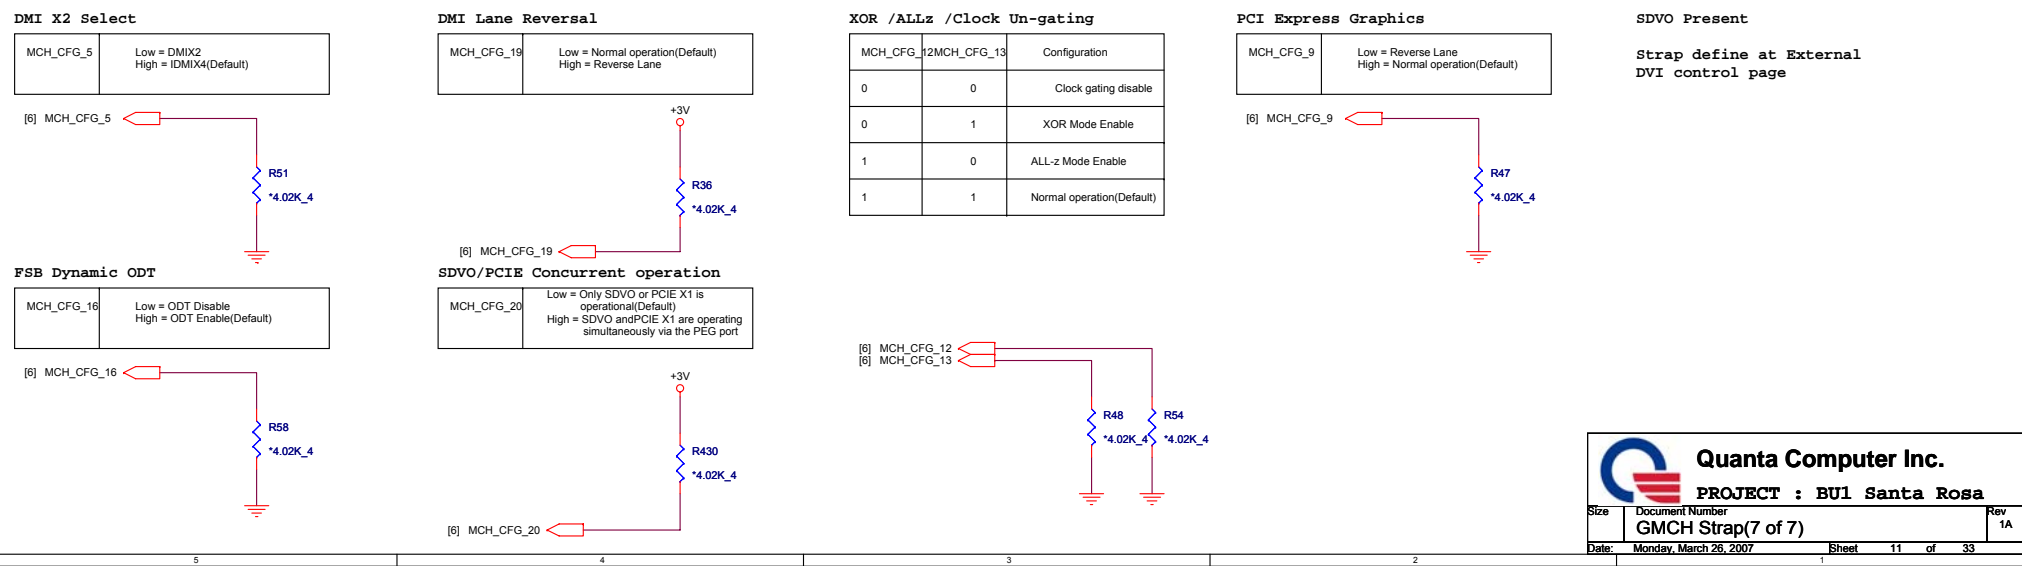 DMI X2 Select
MCH_CFG_5
Low = DMIX2
High = IDMIX4(Default)
[6] MCH_CFG_5
R51
*4.02K_4
FSB Dynamic ODT
MCH_CFG_16
Low = ODT Disable
High = ODT Enable(Default)
[6] MCH_CFG_16
R58
*4.02K_4
DMI Lane Reversal
MCH_CFG_19
Low = Normal operation(Default)
High = Reverse Lane
+3V
R36
*4.02K_4
[6] MCH_CFG_19
SDVO/PCIE Concurrent operation
MCH_CFG_20
Low = Only SDVO or PCIE X1 is
operational(Default)
High = SDVO andPCIE X1 are operating
simultaneously via the PEG port
+3V
R430
*4.02K_4
[6] MCH_CFG_20
XOR /ALLz /Clock Un-gating
MCH_CFG_12 MCH_CFG_13 Configuration
0 0 Clock gating disable
0 1 XOR Mode Enable
1 0 ALL-z Mode Enable
1 1 Normal operation(Default)
[6] MCH_CFG_12
[6] MCH_CFG_13
R48
*4.02K_4
R54
*4.02K_4
PCI Express Graphics
MCH_CFG_9
Low = Reverse Lane
High = Normal operation(Default)
[6] MCH_CFG_9
R47
*4.02K_4
SDVO Present
Strap define at External
DVI control page
Quanta Computer Inc.
PROJECT : BU1 Santa Rosa
Size Document Number Rev
GMCH Strap(7 of 7) 1A
Date: Monday, March 26, 2007 Sheet 11 of 33
5 4 3 2 1